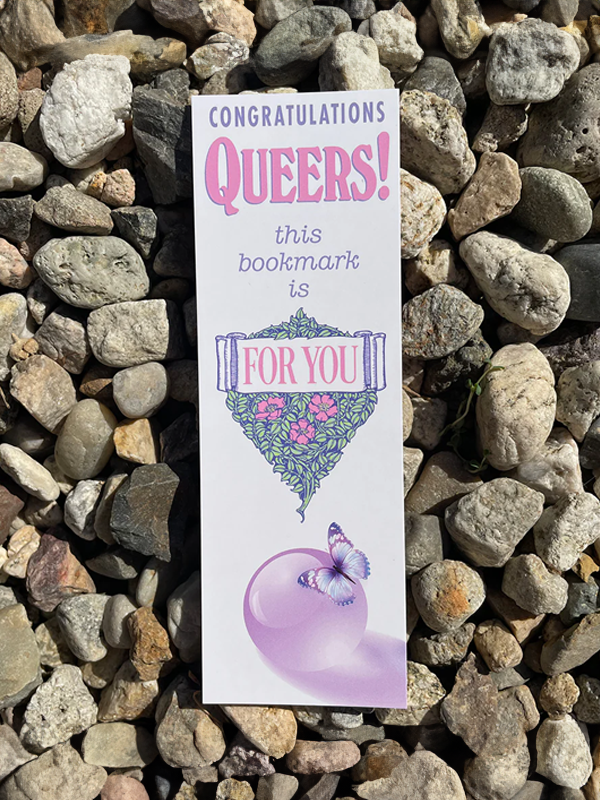 CONGRATULATIONS
QUEERS!
this
bookmark
is
FOR YOU